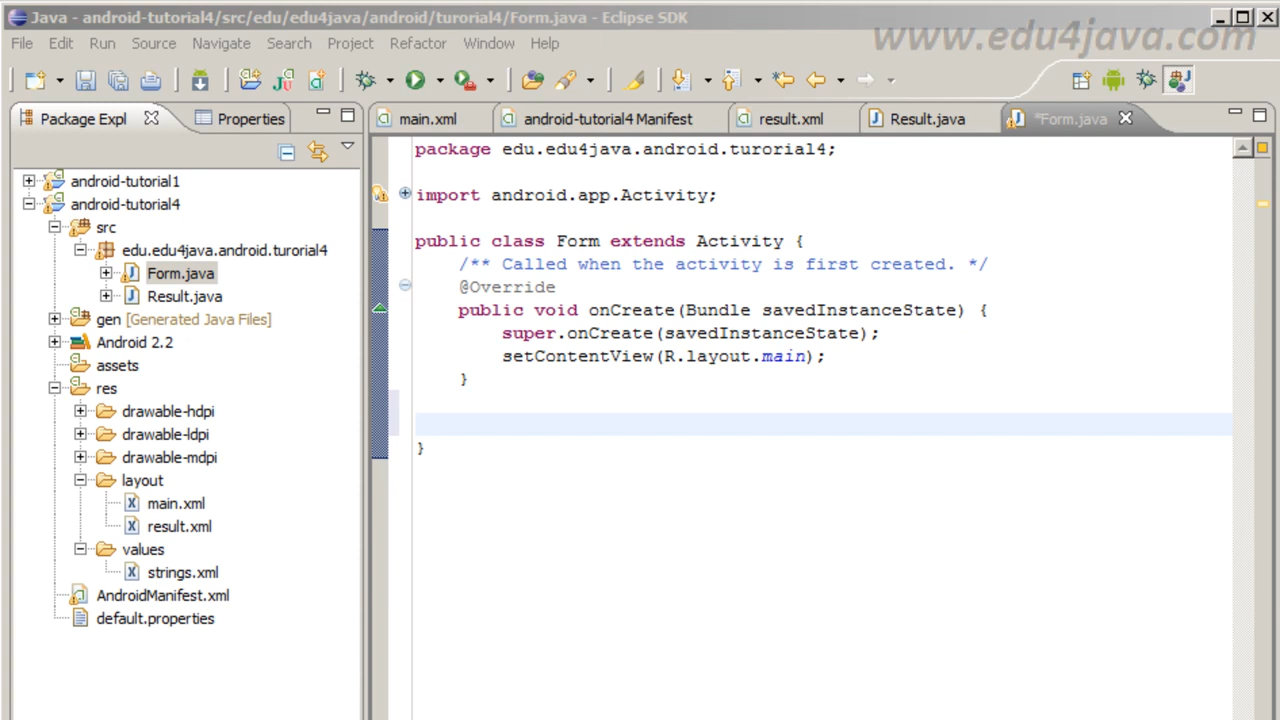 Java - android-tutorial4/src/edu/edu4java/android/turorial4/Form.java - Eclipse SDK
www.edu4java.com
File Edit Run Source Navigate Search Project Refactor Window Help
Package Expl Properties
main.xml android-tutorial4 Manifest result.xml Result.java *Form.java
android-tutorial1
android-tutorial4
src
edu.edu4java.android.turorial4
Form.java
Result.java
gen [Generated Java Files]
Android 2.2
assets
res
drawable-hdpi
drawable-ldpi
drawable-mdpi
layout
main.xml
result.xml
values
strings.xml
AndroidManifest.xml
default.properties
package edu.edu4java.android.turorial4;
import android.app.Activity;
public class Form extends Activity {
/** Called when the activity is first created. */
@Override
public void onCreate(Bundle savedInstanceState) {
super.onCreate(savedInstanceState);
setContentView(R.layout.main);
}
}